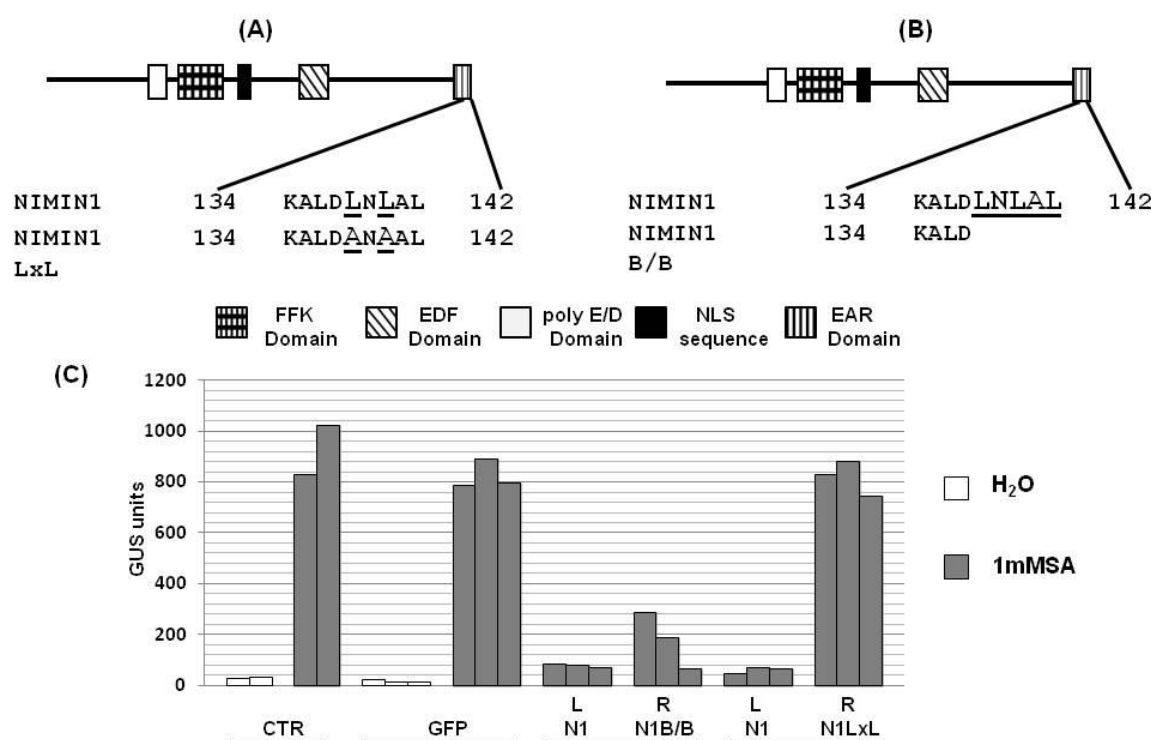 (A)
(B)
NIMIN1 134 KALDLNLAL 142
NIMIN1 134 KALDANAAL 142
LxL
NIMIN1 134 KALDLNLAL 142
NIMIN1 134 KALD
B/B
FFK Domain
EDF Domain
poly E/D Domain
NLS sequence
EAR Domain
(C)
GUS units
1200
1000
800
600
400
200
0
CTR
GFP
L
N1
R
N1B/B
L
N1
R
N1LxL
H₂O
1mMSA